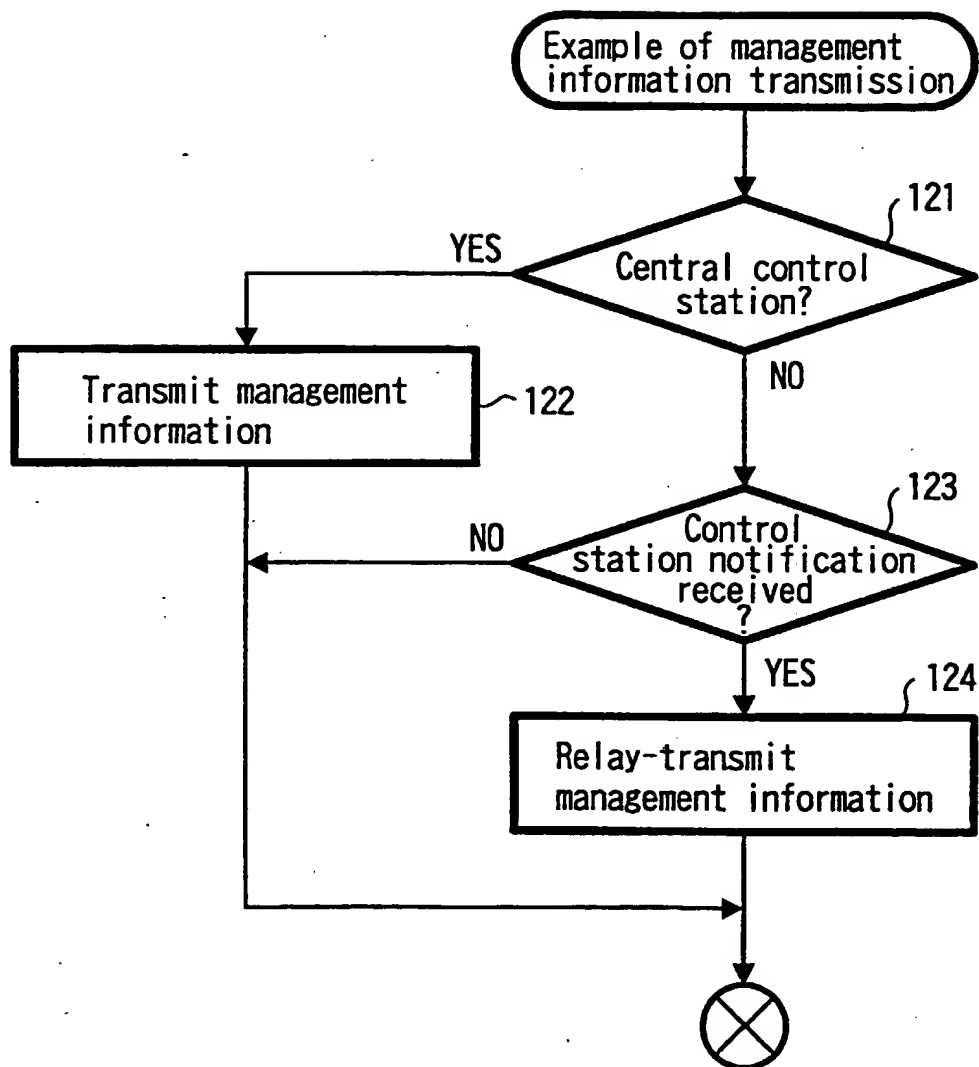 Example of management
information transmission
121
YES
Central control
station?
NO
Transmit management
information
122
123
NO
Control
station notification
received
?
YES
124
Relay-transmit
management information